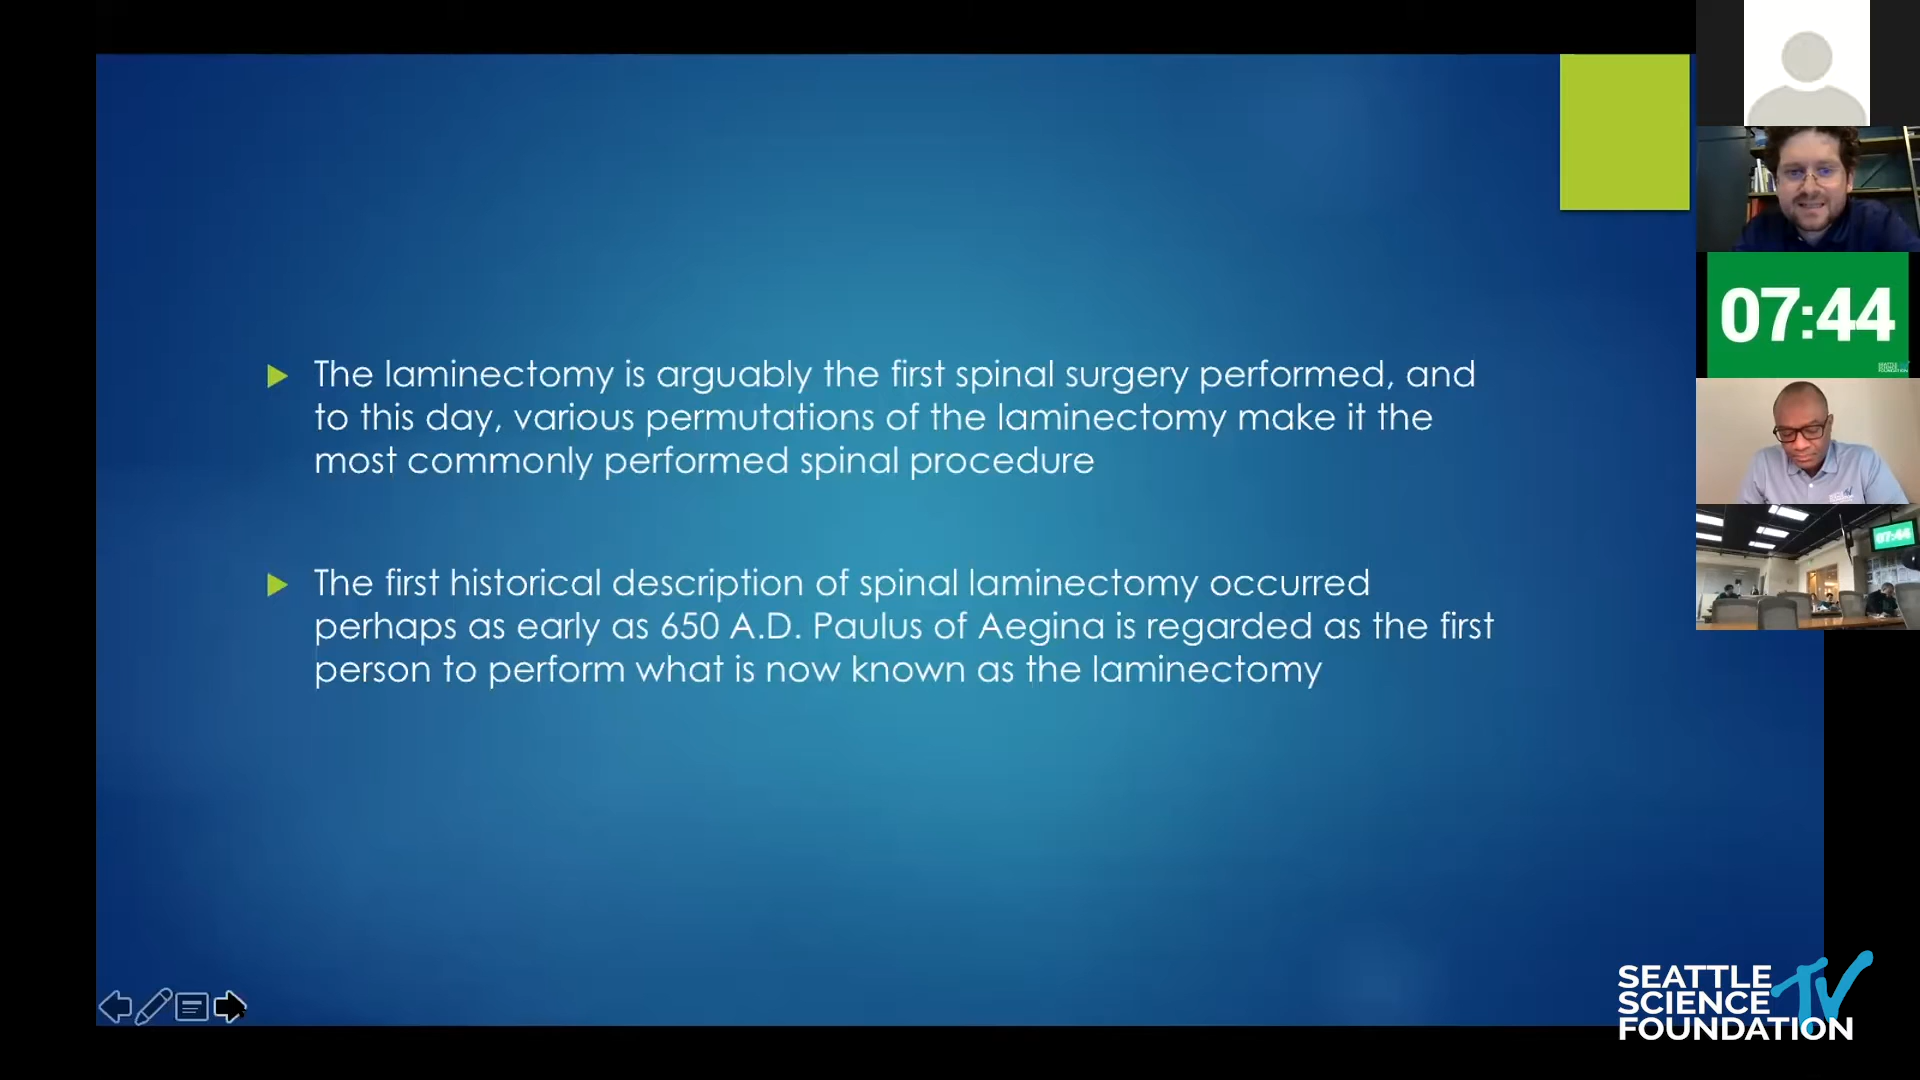 The laminectomy is arguably the first spinal surgery performed, and
to this day, various permutations of the laminectomy make it the
most commonly performed spinal procedure
The first historical description of spinal laminectomy occurred
perhaps as early as 650 A.D. Paulus of Aegina is regarded as the first
person to perform what is now known as the laminectomy
07:44
07:44
SEATTLE
SCIENCE TV
FOUNDATION